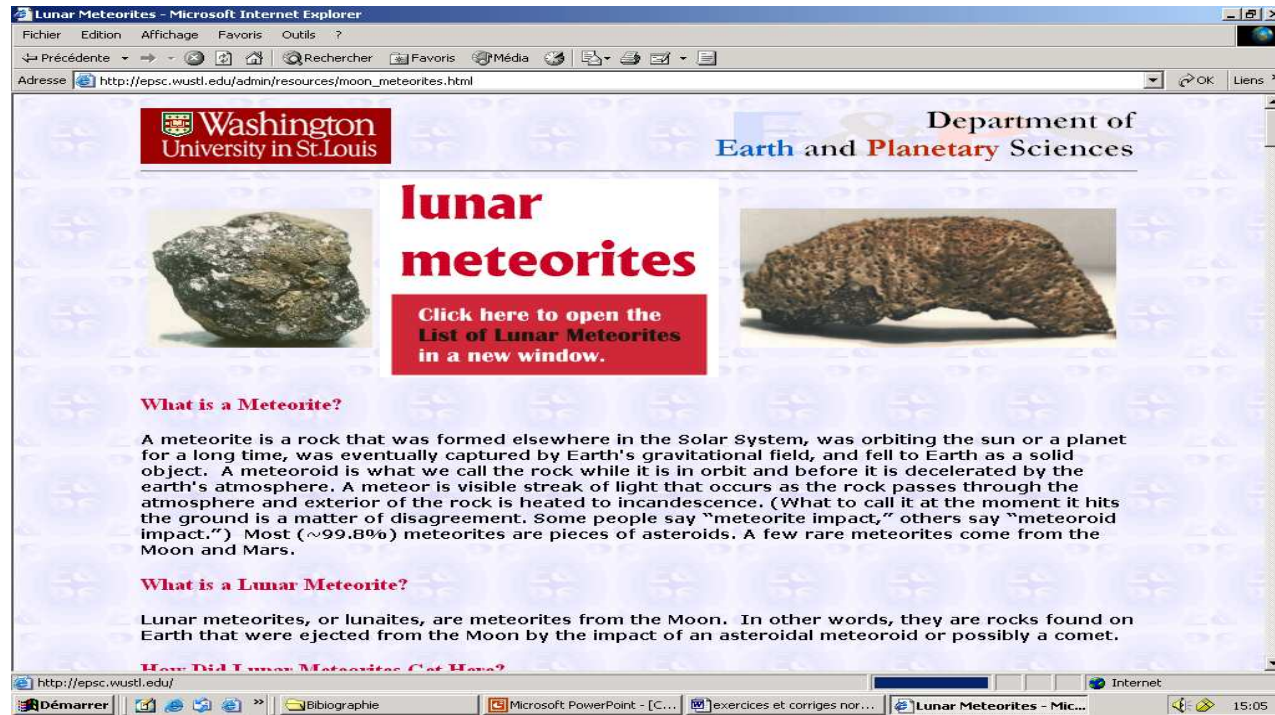 Lunar Meteorites - Microsoft Internet Explorer
Fichier Edition Affichage Favoris Outils ?
Précédente Rechercher Favoris Média
Adresse http://epsc.wustl.edu/admin/resources/moon_meteorites.html OK Liens
Washington
University in St.Louis
Department of
Earth and Planetary Sciences
lunar
meteorites
Click here to open the
List of Lunar Meteorites
in a new window.
What is a Meteorite?
A meteorite is a rock that was formed elsewhere in the Solar System, was orbiting the sun or a planet
for a long time, was eventually captured by Earth's gravitational field, and fell to Earth as a solid
object. A meteoroid is what we call the rock while it is in orbit and before it is decelerated by the
earth's atmosphere. A meteor is visible streak of light that occurs as the rock passes through the
atmosphere and exterior of the rock is heated to incandescence. (What to call it at the moment it hits
the ground is a matter of disagreement. Some people say “meteorite impact,” others say “meteoroid
impact.”) Most (~99.8%) meteorites are pieces of asteroids. A few rare meteorites come from the
Moon and Mars.
What is a Lunar Meteorite?
Lunar meteorites, or lunaites, are meteorites from the Moon. In other words, they are rocks found on
Earth that were ejected from the Moon by the impact of an asteroidal meteoroid or possibly a comet.
How Did Lunar Meteorites Get Here?
http://epsc.wustl.edu/ Internet
Démarrer » Bibiographie Microsoft PowerPoint - [C... exercices et corriges nor... Lunar Meteorites - Mic... 15:05